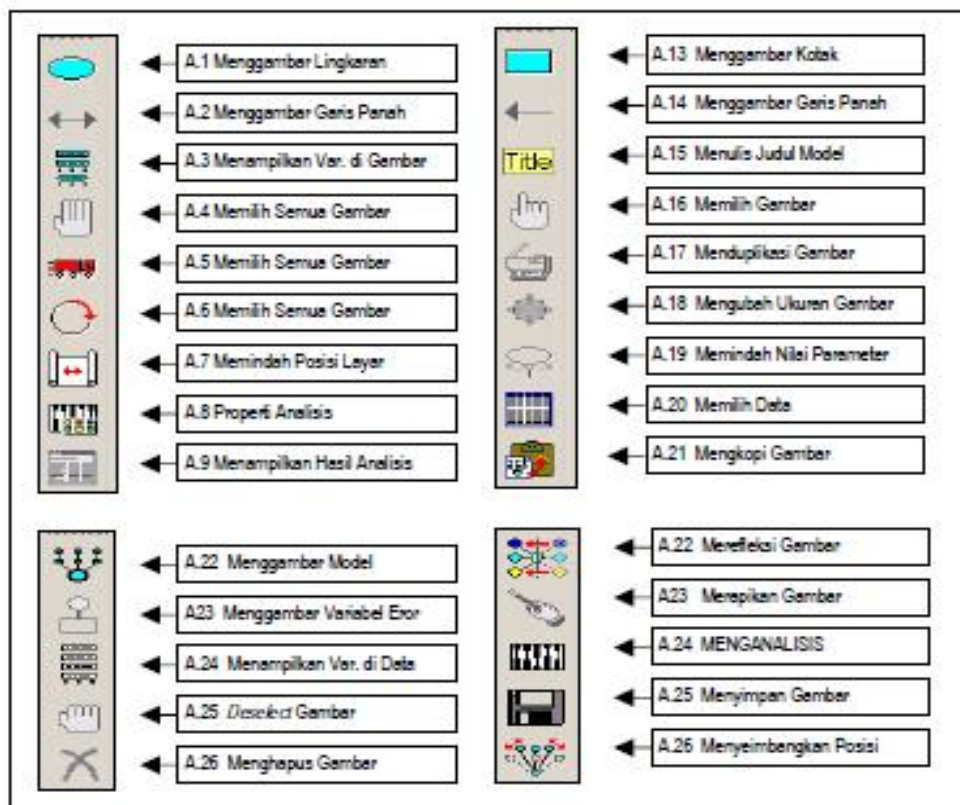 A.1 Menggambar Lingkaran
A.2 Menggambar Garis Panah
A.3 Menampilkan Var. di Gambar
A.4 Memilih Semua Gambar
A.5 Memilih Semua Gambar
A.6 Memilih Semua Gambar
A.7 Memindah Posisi Layar
A.8 Properti Analisis
A.9 Menampilkan Hasil Analisis
A.13 Menggambar Kotak
A.14 Menggambar Garis Panah
Title
A.15 Menulis Judul Model
A.16 Memilih Gambar
A.17 Menduplikasi Gambar
A.18 Mengubah Ukuran Gambar
A.19 Memindah Nilai Parameter
A.20 Memilih Data
A.21 Mengkopi Gambar
A.22 Menggambar Model
A23 Menggambar Variabel Eror
A.24 Menampilkan Var. di Data
A.25 Deselect Gambar
A.26 Menghapus Gambar
A.22 Merefleksi Gambar
A23 Merapikan Gambar
A.24 MENGANALISIS
A.25 Menyimpan Gambar
A.26 Menyeimbangkan Posisi